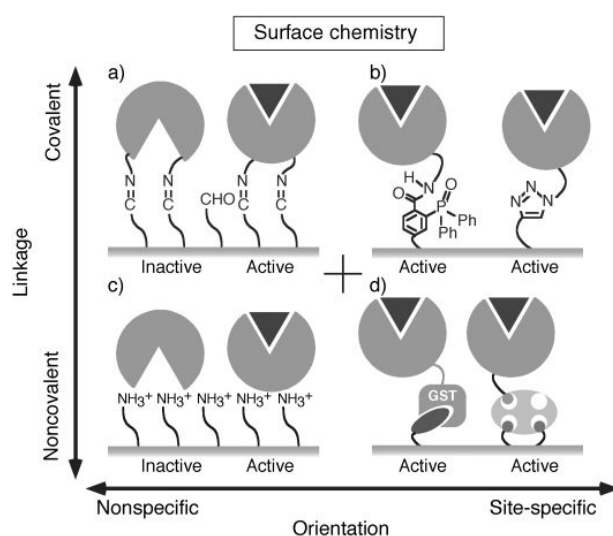 Surface chemistry
Linkage
Covalent
Noncovalent
a)
N
C
N
C
CHO
N
C
N
C
Inactive
Active
b)
H
N
O
O
P
Ph
Ph
N
N
N
Active
Active
c)
NH3+ NH3+ NH3+ NH3+ NH3+
Inactive
Active
d)
GST
Active
Active
Nonspecific
Site-specific
Orientation